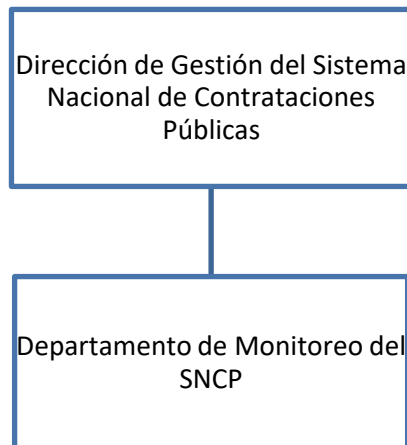 Dirección de Gestión del Sistema
Nacional de Contrataciones
Públicas
Departamento de Monitoreo del
SNCP